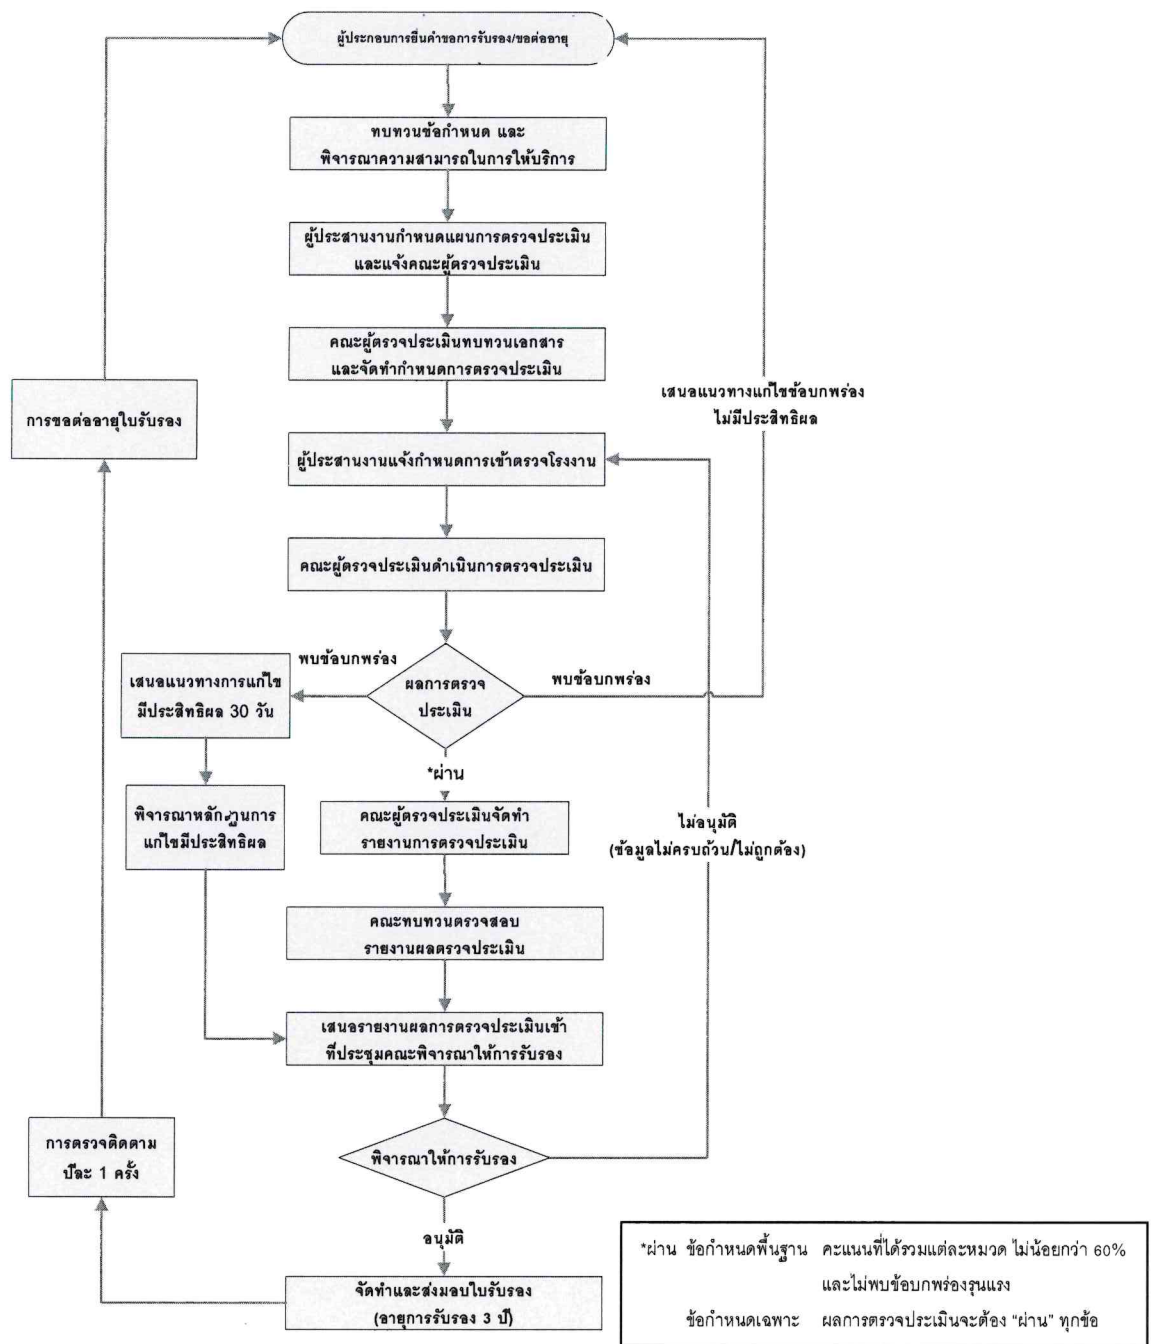 ผู้ประกอบการยื่นคำขอการรับรอง/ขอต่ออายุ
ทบทวนข้อกำหนด และ
พิจารณาความสามารถในการให้บริการ
ผู้ประสานงานกำหนดแผนการตรวจประเมิน
และแจ้งคณะผู้ตรวจประเมิน
คณะผู้ตรวจประเมินทบทวนเอกสาร
และจัดทำกำหนดการตรวจประเมิน
เสนอแนวทางแก้ไขข้อบกพร่อง
ไม่มีประสิทธิผล
การขอต่ออายุใบรับรอง
ผู้ประสานงานแจ้งกำหนดการเข้าตรวจโรงงาน
คณะผู้ตรวจประเมินดำเนินการตรวจประเมิน
พบข้อบกพร่อง
ผลการตรวจ
ประเมิน
พบข้อบกพร่อง
เสนอแนวทางการแก้ไข
มีประสิทธิผล 30 วัน
*ผ่าน
พิจารณาหลักฐานการ
แก้ไขมีประสิทธิผล
คณะผู้ตรวจประเมินจัดทำ
รายงานการตรวจประเมิน
ไม่อนุมัติ
(ข้อมูลไม่ครบถ้วน/ไม่ถูกต้อง)
คณะทบทวนตรวจสอบ
รายงานผลตรวจประเมิน
เสนอรายงานผลการตรวจประเมินเข้า
ที่ประชุมคณะพิจารณาให้การรับรอง
การตรวจติดตาม
ปีละ 1 ครั้ง
พิจารณาให้การรับรอง
อนุมัติ
จัดทำและส่งมอบใบรับรอง
(อายุการรับรอง 3 ปี)
*ผ่าน ข้อกำหนดพื้นฐาน คะแนนที่ได้รวมแต่ละหมวด ไม่น้อยกว่า 60%
และไม่พบข้อบกพร่องรุนแรง
ข้อกำหนดเฉพาะ ผลการตรวจประเมินจะต้อง "ผ่าน" ทุกข้อ